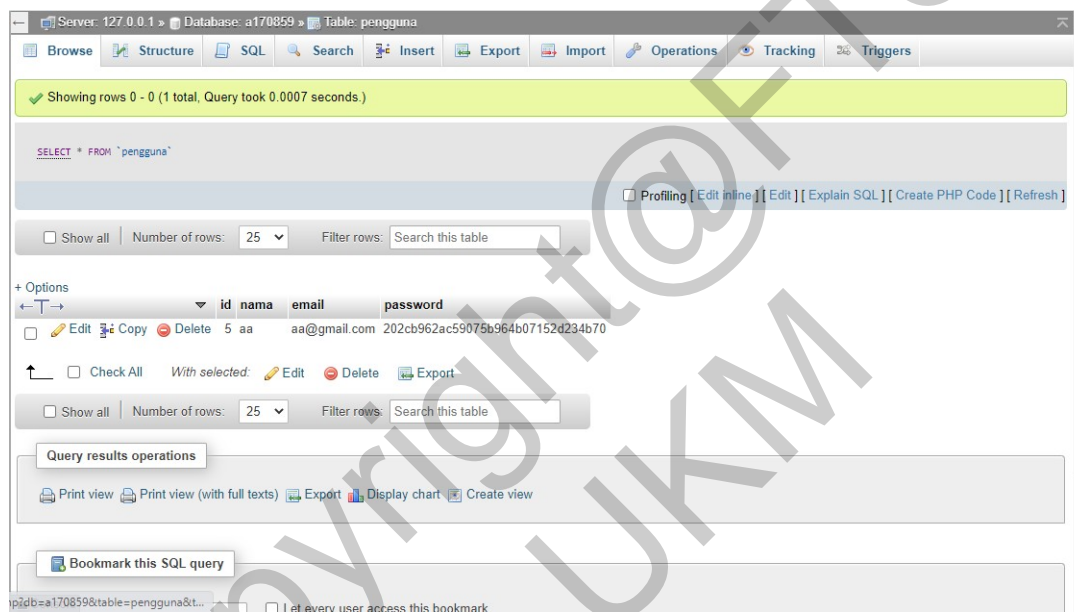 Server: 127.0.0.1 » Database: a170859 » Table: pengguna
Browse Structure SQL Search Insert Export Import Operations Tracking Triggers
Showing rows 0 - 0 (1 total, Query took 0.0007 seconds.)
SELECT * FROM `pengguna`
Profiling [ Edit inline ] [ Edit ] [ Explain SQL ] [ Create PHP Code ] [ Refresh ]
Show all Number of rows: 25 Filter rows: Search this table
+ Options
←T→ id nama email password
Edit Copy Delete 5 aa aa@gmail.com 202cb962ac59075b964b07152d234b70
Check All With selected: Edit Delete Export
Show all Number of rows: 25 Filter rows: Search this table
Query results operations
Print view Print view (with full texts) Export Display chart Create view
Bookmark this SQL query
Let every user access this bookmark
db=a170859&table=pengguna&t...
UKM